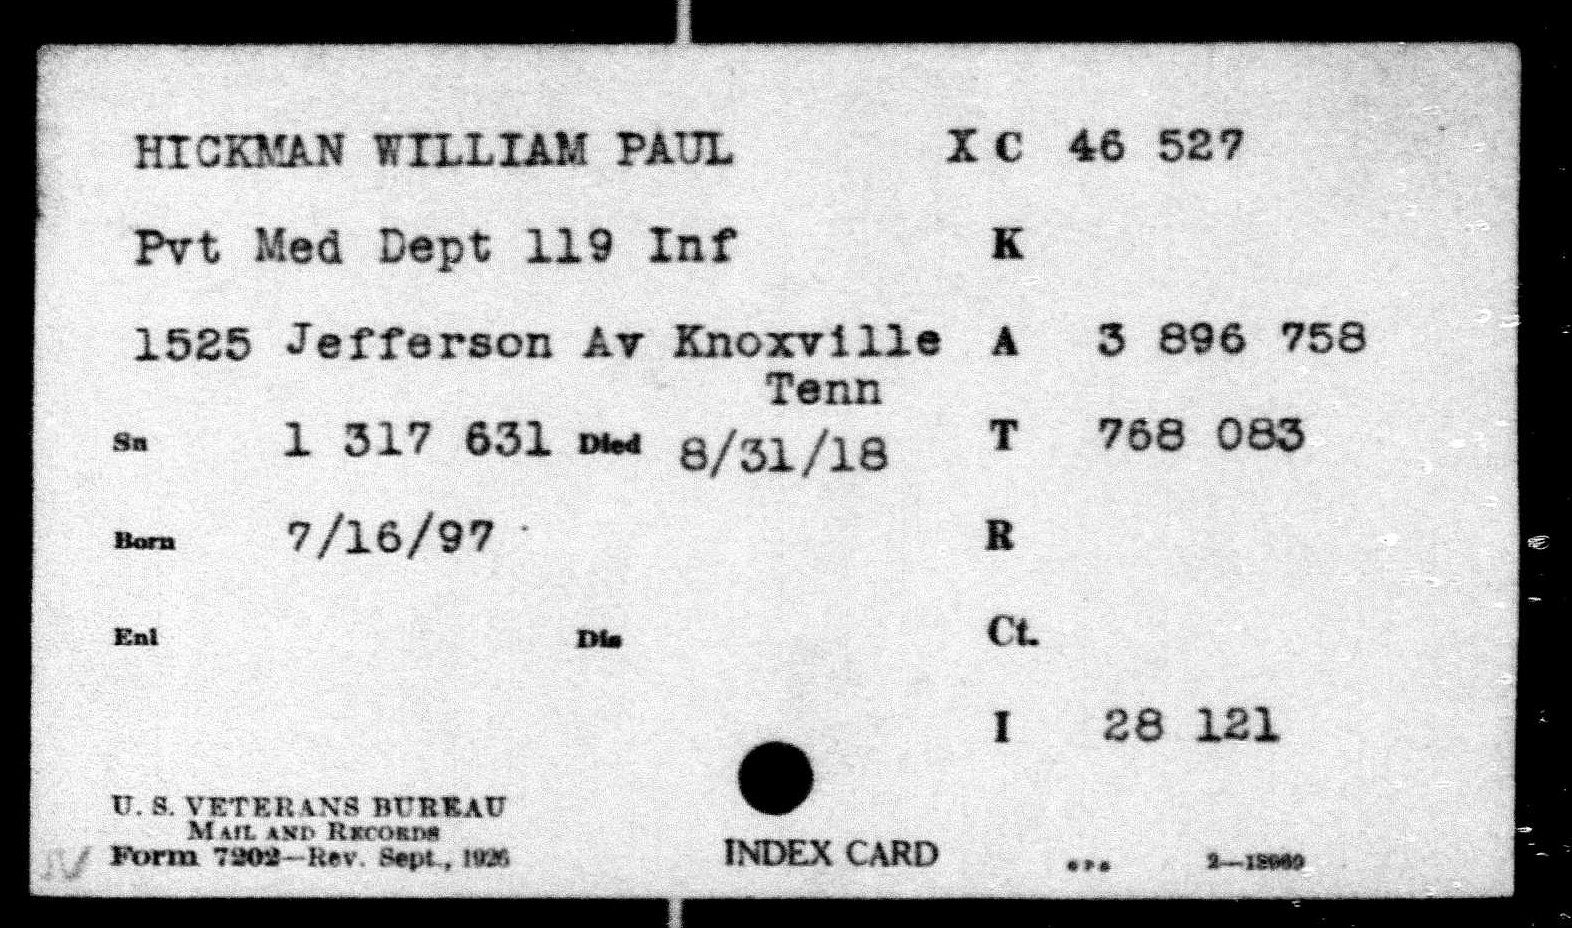 HICKMAN WILLIAM PAUL X C 46 527
Pvt Med Dept 119 Inf K
1525 Jefferson Av Knoxville A 3 896 758
Tenn
Sn 1 317 631 Died 8/31/18 T 768 083
Born 7/16/97 R
Enl Dis Ct.
I 28 121
U. S. VETERANS BUREAU
MAIL AND RECORDS
Form 7202—Rev. Sept., 1926
INDEX CARD